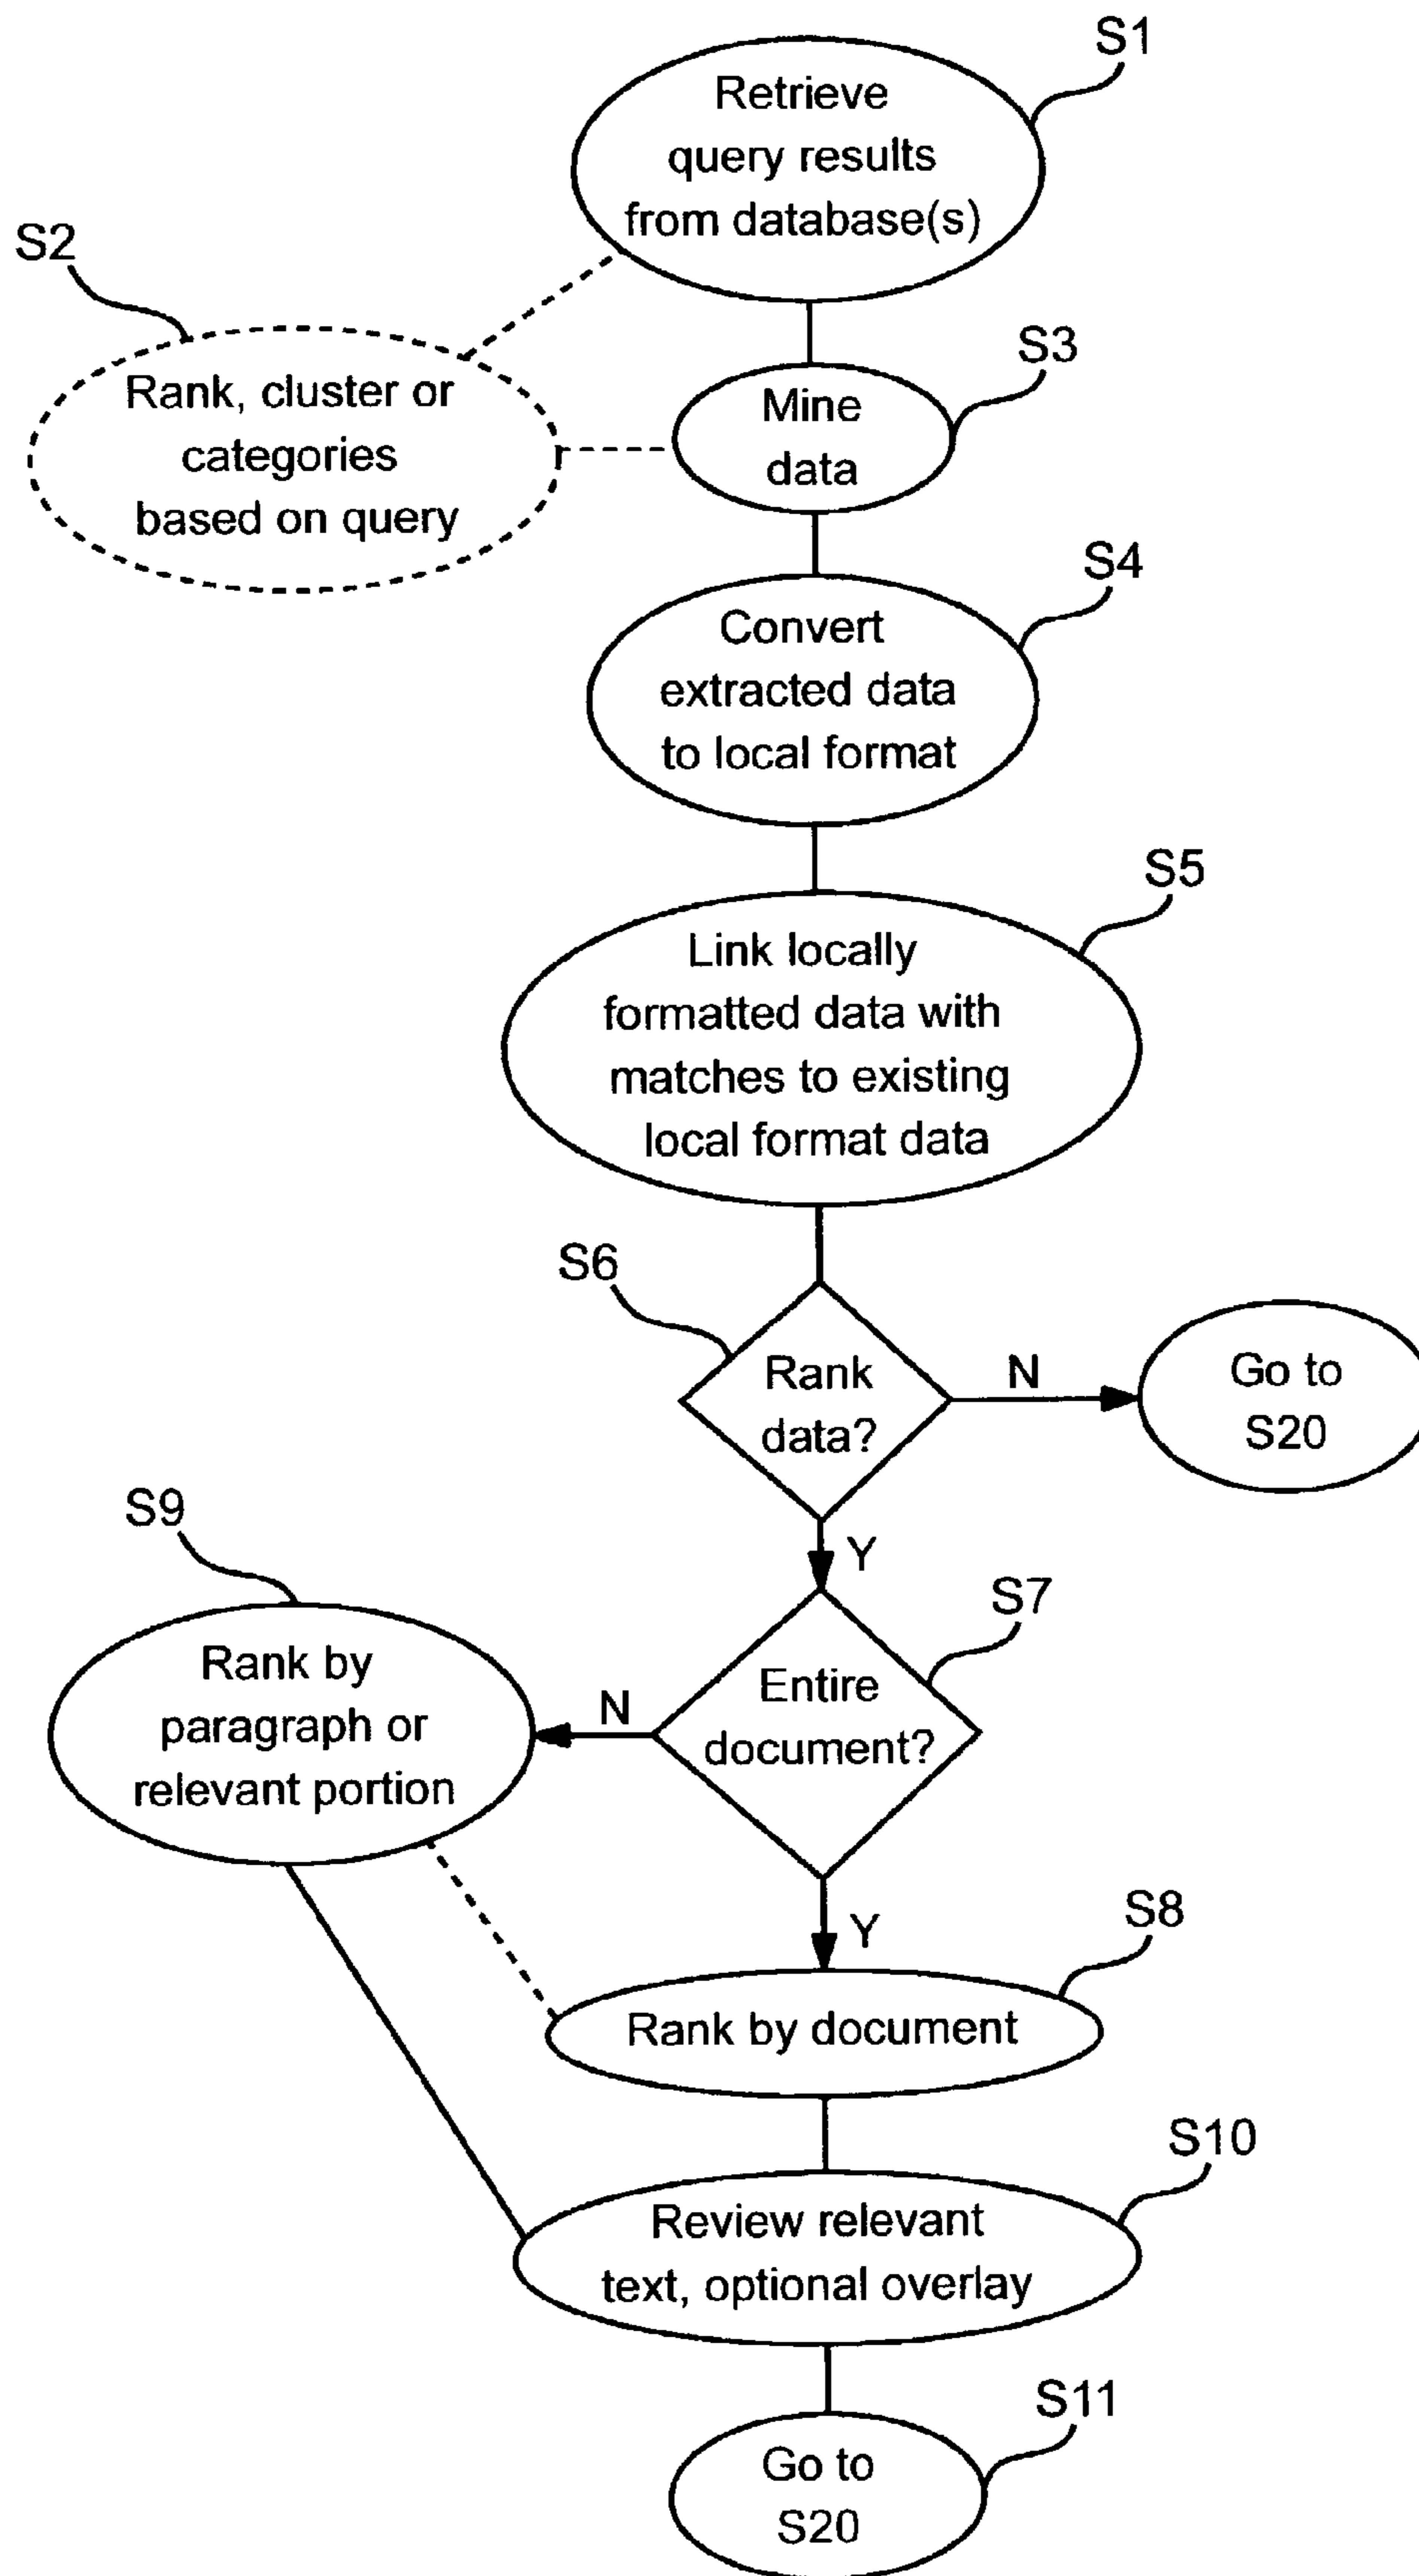 S1
Retrieve
query results
from database(s)
S2
Rank, cluster or
categories
based on query
S3
Mine
data
S4
Convert
extracted data
to local format
S5
Link locally
formatted data with
matches to existing
local format data
S6
Rank
data?
N
Go to
S20
Y
S7
Entire
document?
N
S9
Rank by
paragraph or
relevant portion
Y
S8
Rank by document
S10
Review relevant
text, optional overlay
S11
Go to
S20